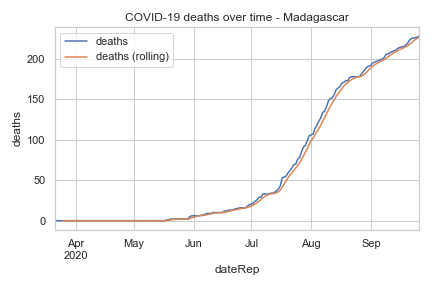 COVID-19 deaths over time - Madagascar
deaths
deaths (rolling)
200
150
100
50
0
deaths
Apr
2020
May
Jun
Jul
Aug
Sep
dateRep